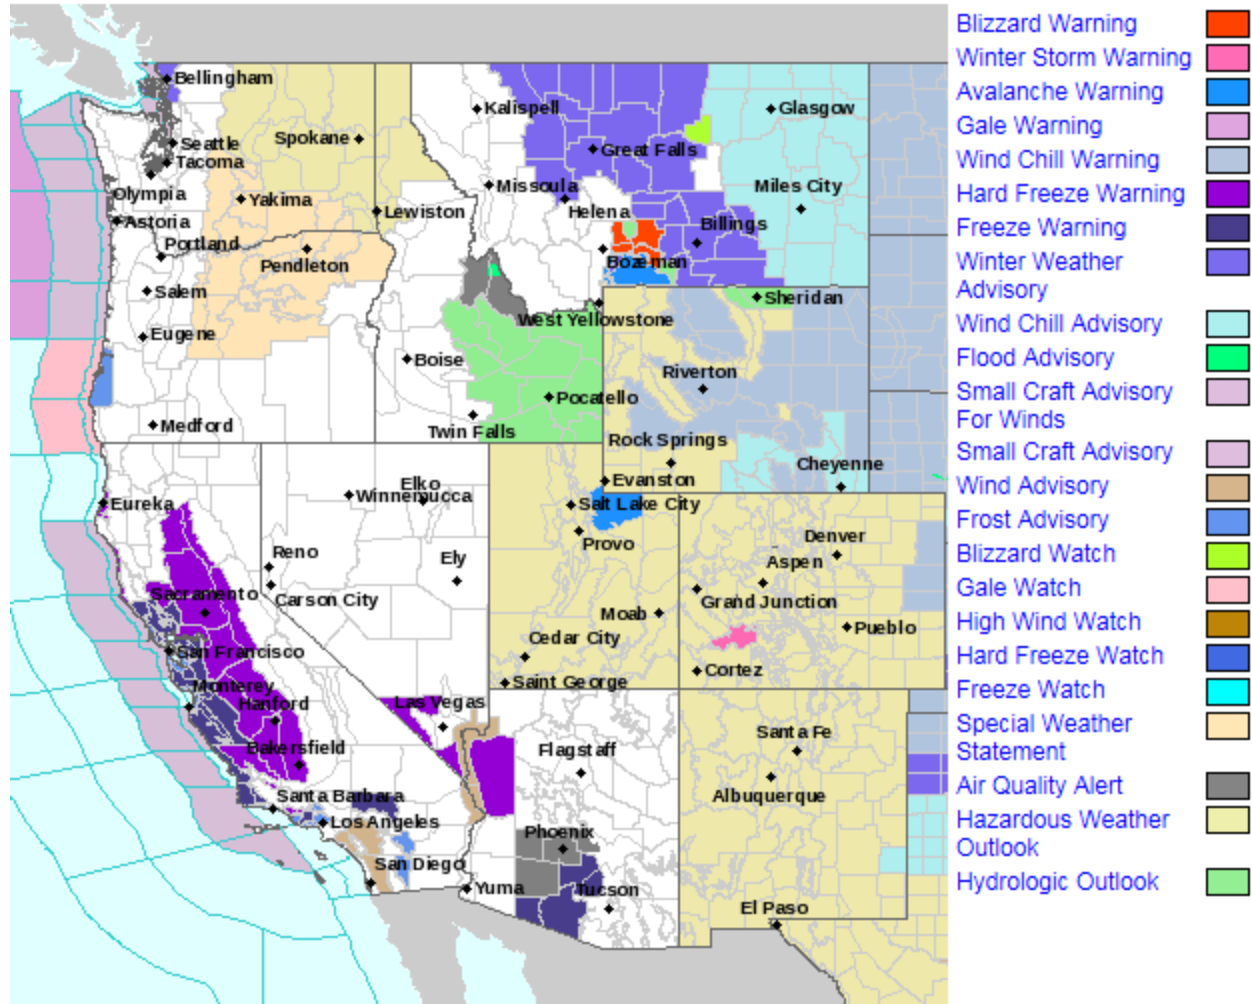 Bellingham
Seattle
Tacoma
Olympia
Astoria
Portland
Salem
Eugene
Medford
Spokane
Yakima
Lewiston
Pendleton
Kalispell
Missoula
Great Falls
Helena
Bozeman
Billings
Glasgow
Miles City
West Yellowstone
Sheridan
Boise
Twin Falls
Pocatello
Riverton
Rock Springs
Evanston
Cheyenne
Eureka
Elko
Winnemucca
Reno
Carson City
Ely
Salt Lake City
Provo
Moab
Cedar City
Saint George
Denver
Aspen
Grand Junction
Pueblo
Cortez
Sacramento
San Francisco
Monterey
Hanford
Bakersfield
Las Vegas
Santa Barbara
Los Angeles
San Diego
Yuma
Flagstaff
Phoenix
Tucson
Santa Fe
Albuquerque
El Paso
Blizzard Warning
Winter Storm Warning
Avalanche Warning
Gale Warning
Wind Chill Warning
Hard Freeze Warning
Freeze Warning
Winter Weather
Advisory
Wind Chill Advisory
Flood Advisory
Small Craft Advisory
For Winds
Small Craft Advisory
Wind Advisory
Frost Advisory
Blizzard Watch
Gale Watch
High Wind Watch
Hard Freeze Watch
Freeze Watch
Special Weather
Statement
Air Quality Alert
Hazardous Weather
Outlook
Hydrologic Outlook